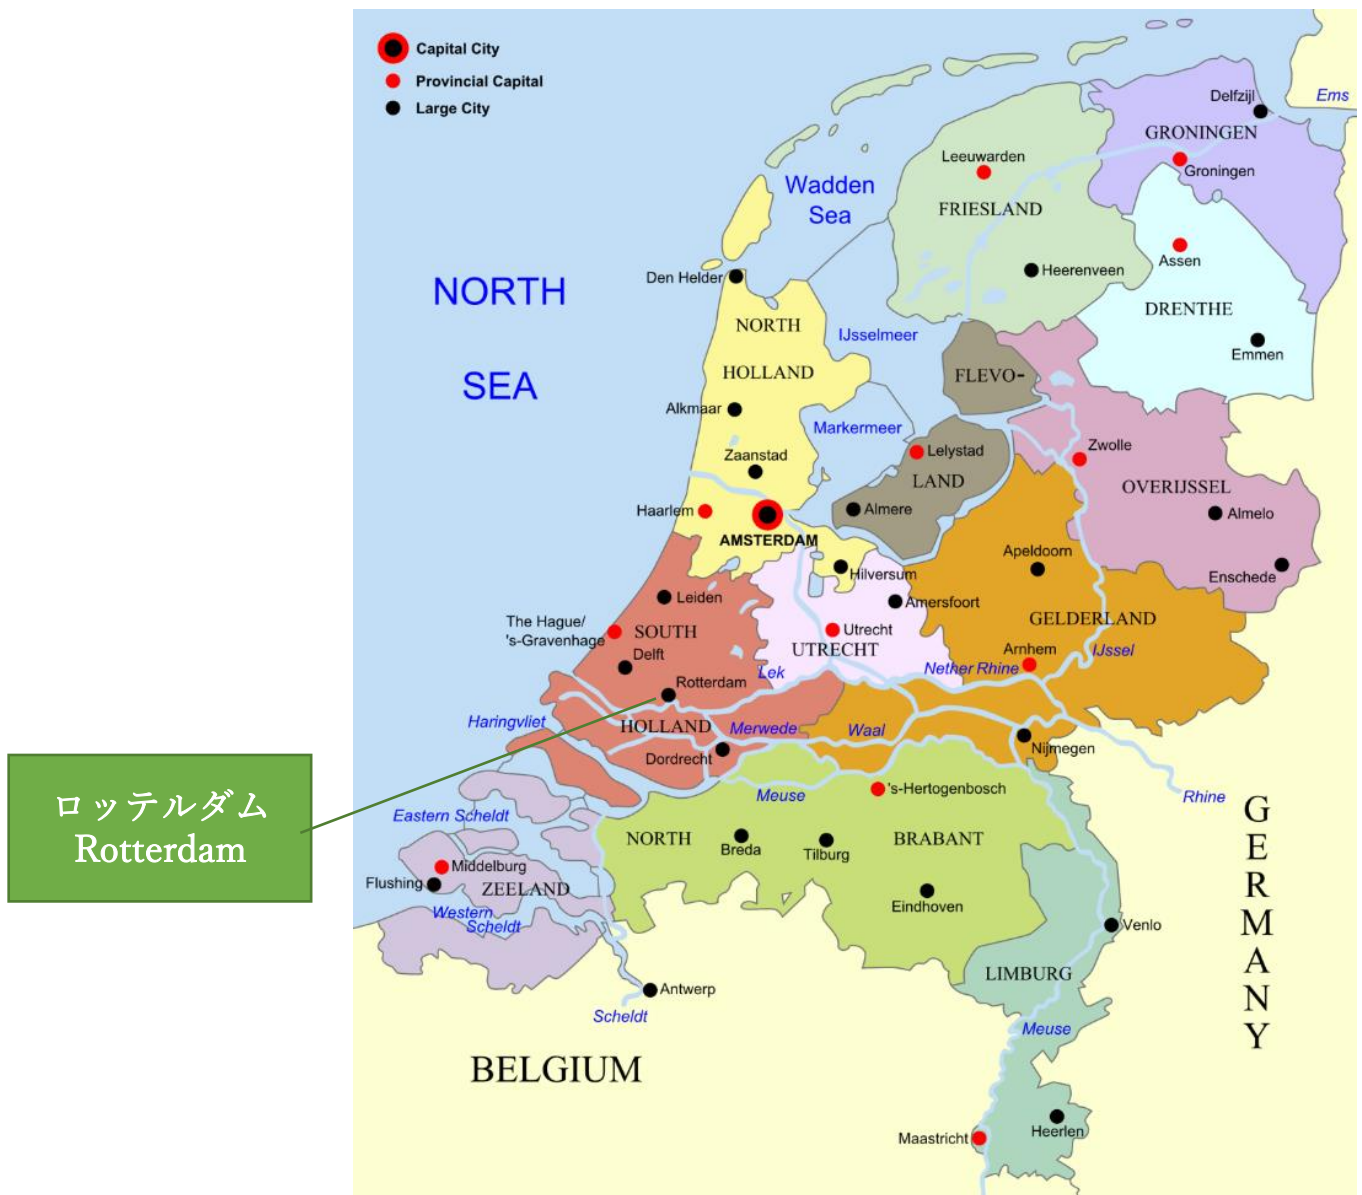 Capital City
Provincial Capital
Large City
Ems
Delfzijl
GRONINGEN
Groningen
Leeuwarden
FRIESLAND
Wadden
Sea
Assen
Heerenveen
DRENTHE
Emmen
NORTH
SEA
Den Helder
NORTH
HOLLAND
IJsselmeer
FLEVO-
LAND
Alkmaar
Markermeer
Lelystad
Zwolle
Zaanstad
OVERIJSSEL
Haarlem
AMSTERDAM
Almere
Almelo
Apeldoorn
Enschede
Hilversum
Leiden
Amersfoort
GELDERLAND
The Hague/
's-Gravenhage
SOUTH
HOLLAND
Utrecht
UTRECHT
Delft
Arnhem
IJssel
Lek
Nether Rhine
Rotterdam
Haringvliet
Merwede
Waal
Dordrecht
Nijmegen
ロッテルダム
Rotterdam
Meuse
's-Hertogenbosch
Rhine
GERMANY
Eastern Scheldt
NORTH
BRABANT
Breda
Tilburg
Middelburg
Flushing
ZEELAND
Eindhoven
Western
Scheldt
Venlo
LIMBURG
Antwerp
Scheldt
Meuse
BELGIUM
Heerlen
Maastricht